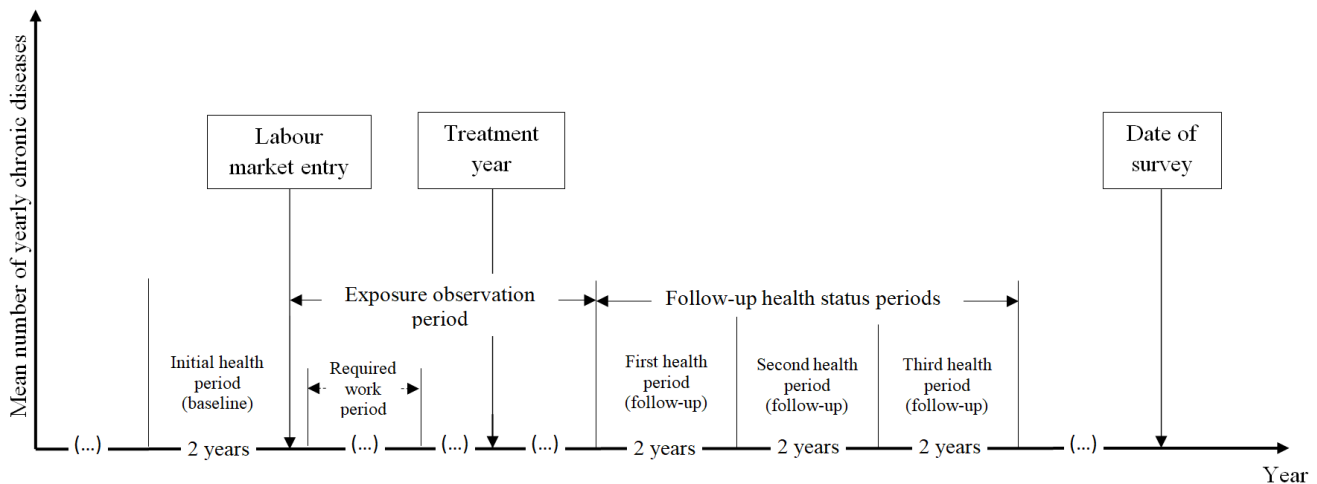 Mean number of yearly chronic diseases
Labour
market entry
Treatment
year
Date of
survey
Exposure observation
period
Follow-up health status periods
Initial health
period
(baseline)
Required
work
period
First health
period
(follow-up)
Second health
period
(follow-up)
Third health
period
(follow-up)
(...)
2 years
(...)
(...)
(...)
2 years
2 years
2 years
(...)
Year